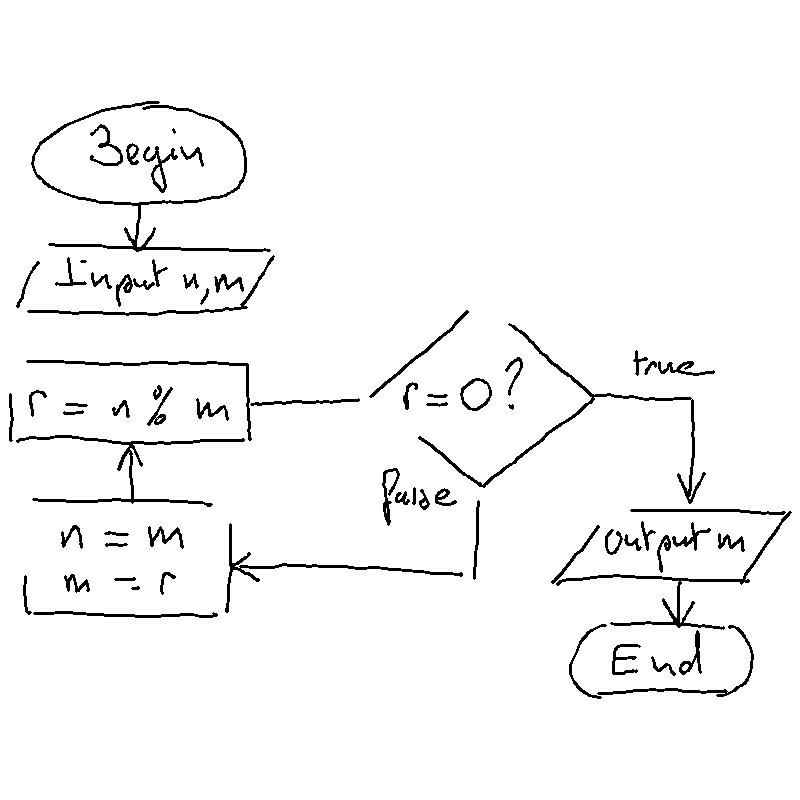 Begin
Input n,m
r = n % m
r = 0?
true
false
n = m
m = r
output m
End